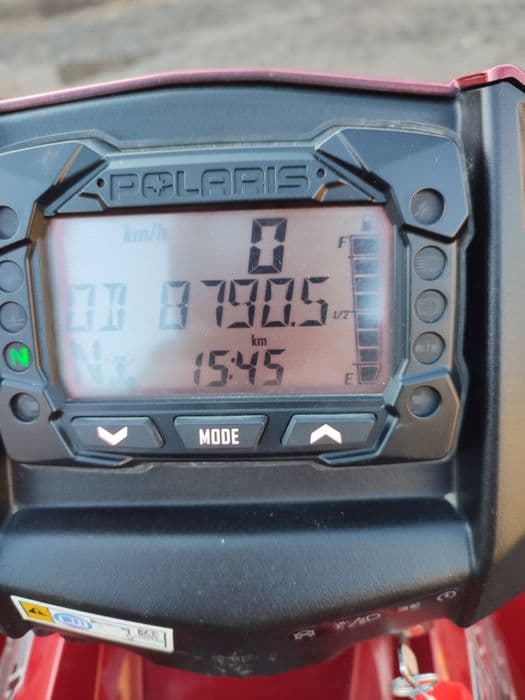 POLARIS
km/h
0
F
OD 8790.5
1/2
km
N
15:45
E
N
MODE